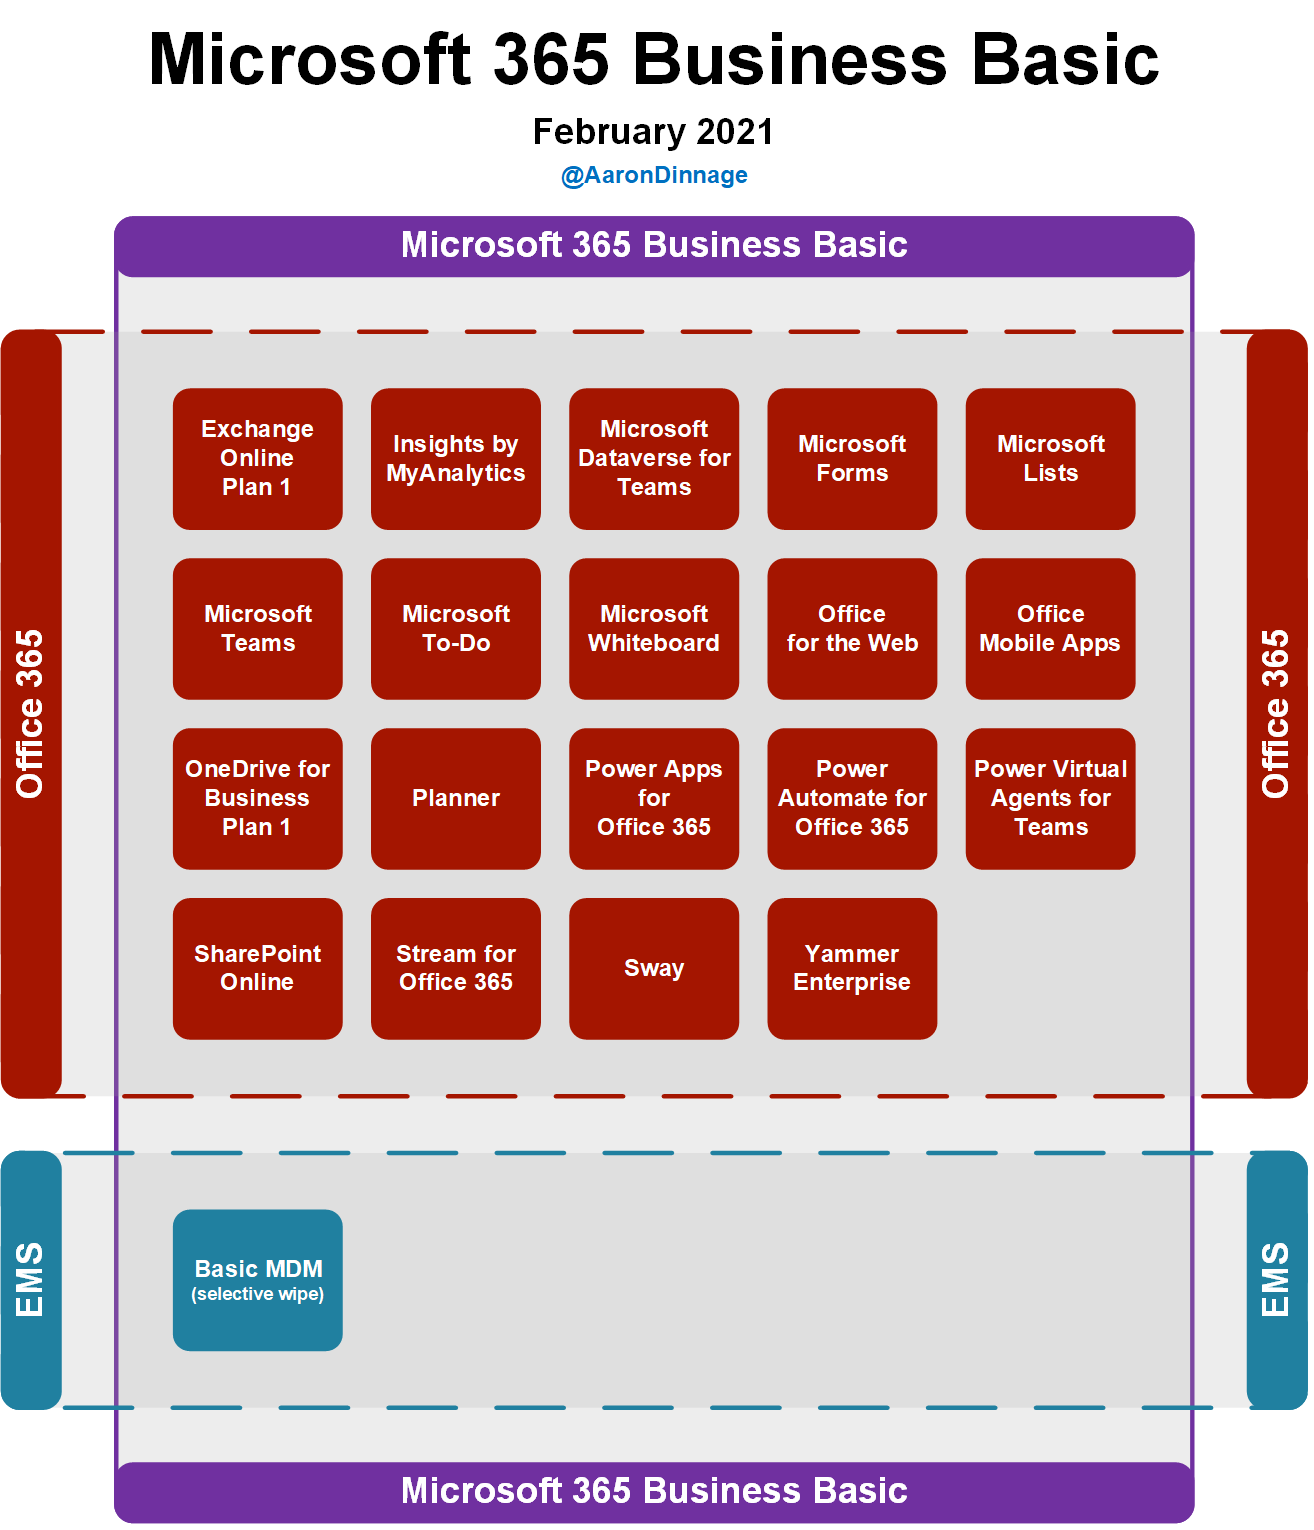 Microsoft 365 Business Basic
February 2021
@AaronDinnage
Microsoft 365 Business Basic
Office 365
Exchange
Online
Plan 1
Insights by
MyAnalytics
Microsoft
Dataverse for
Teams
Microsoft
Forms
Microsoft
Lists
Microsoft
Teams
Microsoft
To-Do
Microsoft
Whiteboard
Office
for the Web
Office
Mobile Apps
OneDrive for
Business
Plan 1
Planner
Power Apps
for
Office 365
Power
Automate for
Office 365
Power Virtual
Agents for
Teams
SharePoint
Online
Stream for
Office 365
Sway
Yammer
Enterprise
Office 365
EMS
Basic MDM
(selective wipe)
EMS
Microsoft 365 Business Basic